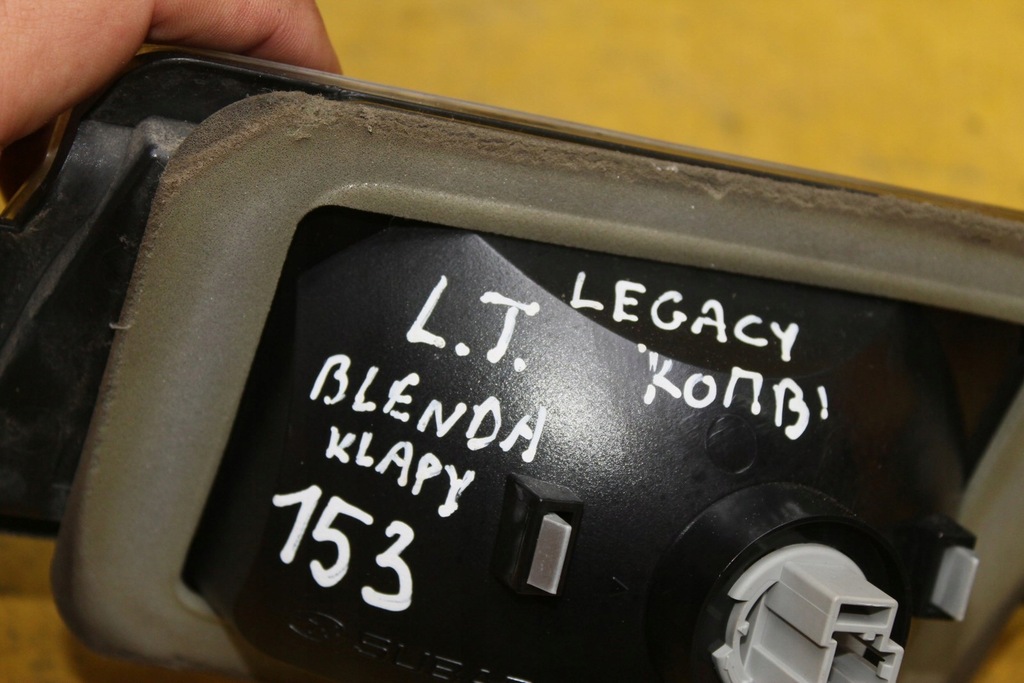 L.T.
BLENDA
KLAPY
153
LEGACY
"KOMBI